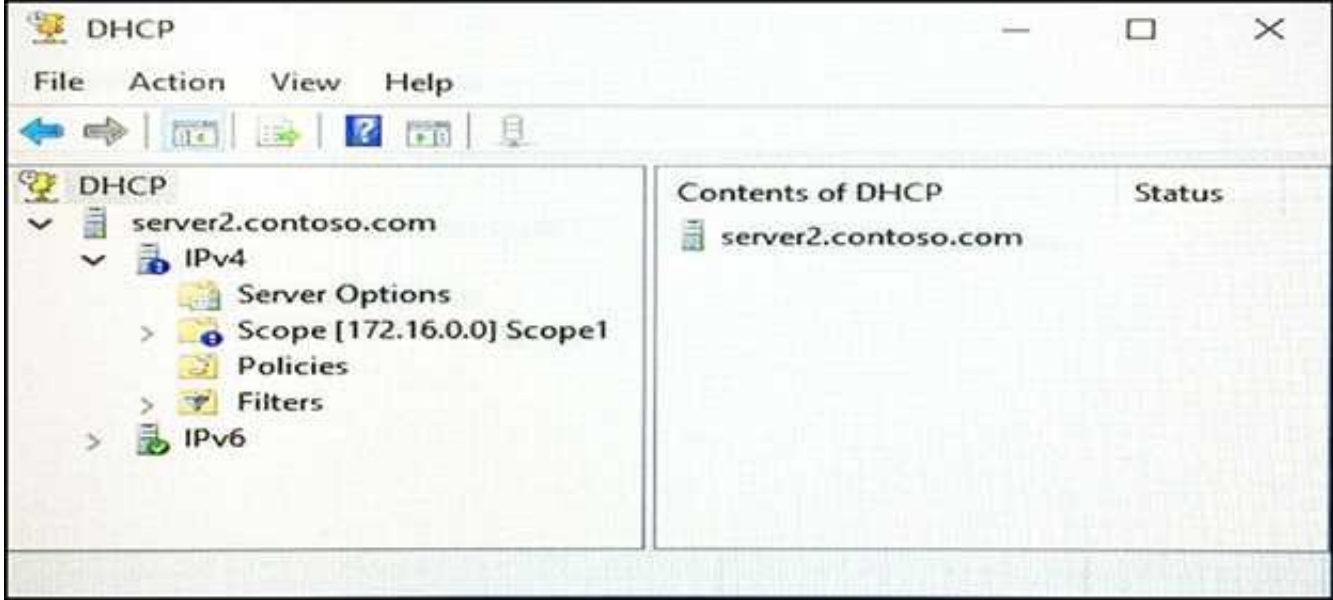 DHCP
File Action View Help
DHCP
server2.contoso.com
IPv4
Server Options
Scope [172.16.0.0] Scope1
Policies
Filters
IPv6
Contents of DHCP Status
server2.contoso.com